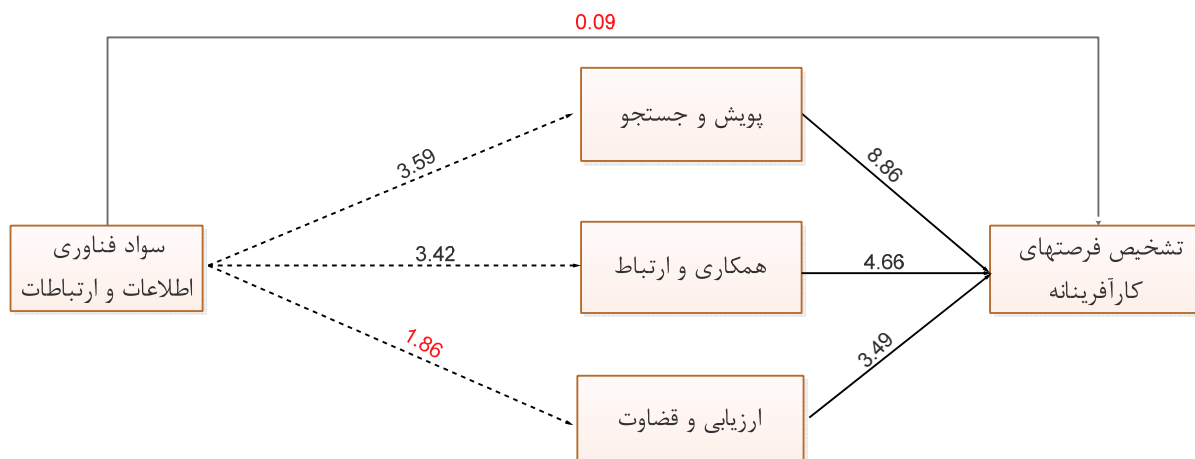 0.09
پویش و جستجو
3.59
8.86
سواد فناوری
اطلاعات و ارتباطات
3.42
همکاری و ارتباط
4.66
تشخیص فرصتهای
کارآفرینانه
1.86
3.49
ارزیابی و قضاوت